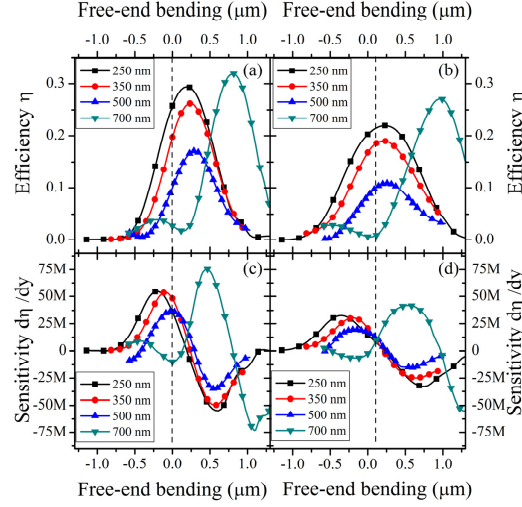 Free-end bending (μm) Free-end bending (μm)
-1.0 -0.5 0.0 0.5 1.0 -1.0 -0.5 0.0 0.5 1.0
(a) (b)
250 nm 250 nm
350 nm 350 nm
500 nm 500 nm
700 nm 700 nm
Efficiency η Efficiency η
0.3 0.3
0.2 0.2
0.1 0.1
0.0 0.0
(c) (d)
Sensitivity dη /dy Sensitivity dη /dy
75M 75M
50M 50M
25M 25M
0 0
-25M -25M
-50M -50M
-75M -75M
250 nm 250 nm
350 nm 350 nm
500 nm 500 nm
700 nm 700 nm
-1.0 -0.5 0.0 0.5 1.0 -1.0 -0.5 0.0 0.5 1.0
Free-end bending (μm) Free-end bending (μm)